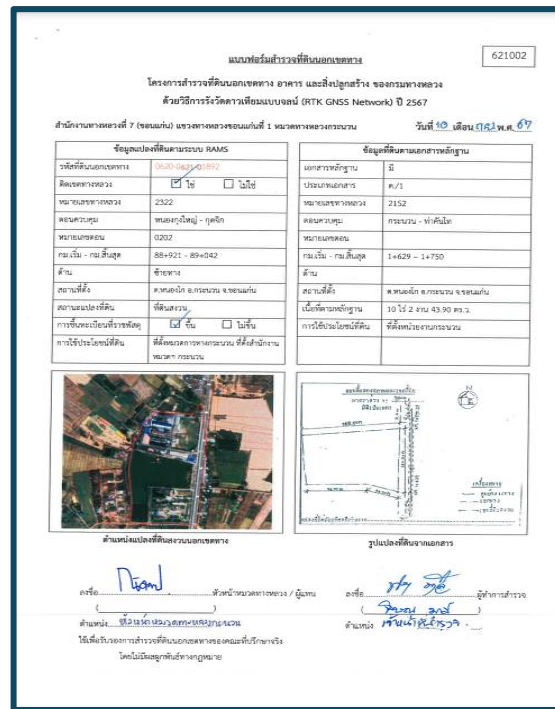 621002
แบบฟอร์มสำรวจที่ดินนอกเขตทาง
โครงการสำรวจที่ดินนอกเขตทาง อาคาร และสิ่งปลูกสร้าง ของกรมทางหลวง
ด้วยวิธีการรังวัดดาวเทียมแบบจลน์ (RTK GNSS Network) ปี 2567
สำนักงานทางหลวงที่ 7 (ขอนแก่น) แขวงทางหลวงขอนแก่นที่ 1 หมวดทางหลวงกระนวน
วันที่ 10 เดือน พ.ศ. 67
ข้อมูลแปลงที่ดินตามระบบ RAMS
รหัสที่ดินนอกเขตทาง 0620-0621-01892
ติดเขตทางหลวง ใช่ ไม่ใช่
หมายเลขทางหลวง 2322
ตอนควบคุม หนองกุงใหญ่ - กุดจิก
หมายเลขตอน 0202
กม.เริ่ม - กม.สิ้นสุด 88+921 - 89+042
ด้าน ซ้ายทาง
สถานที่ตั้ง ต.หนองโก อ.กระนวน จ.ขอนแก่น
สถานะแปลงที่ดิน ที่ดินสงวน
การขึ้นทะเบียนที่ราชพัสดุ ขึ้น ไม่ขึ้น
การใช้ประโยชน์ที่ดิน ที่ตั้งหมวดการทางกระนวน ที่ตั้งสำนักงาน
หมวดฯ กระนวน
ข้อมูลที่ดินตามเอกสารหลักฐาน
เอกสารหลักฐาน มี
ประเภทเอกสาร ต./1
หมายเลขทางหลวง 2152
ตอนควบคุม กระนวน - ท่าคันโท
หมายเลขตอน
กม.เริ่ม - กม.สิ้นสุด 1+629 – 1+750
ด้าน
สถานที่ตั้ง ต.หนองโก อ.กระนวน จ.ขอนแก่น
เนื้อที่ตามหลักฐาน 10 ไร่ 2 งาน 43.90 ตร.ว.
การใช้ประโยชน์ที่ดิน ที่ตั้งหน่วยงานกระนวน
ตำแหน่งแปลงที่ดินสงวนนอกเขตทาง
รูปแปลงที่ดินจากเอกสาร
ลงชื่อ หัวหน้าหมวดทางหลวง / ผู้แทน
( )
ตำแหน่ง หัวหน้าหมวดทางหลวงกระนวน
ใช้เพื่อรับรองการสำรวจที่ดินนอกเขตทางของคณะที่ปรึกษาจริง
โดยไม่มีผลผูกพันธ์ทางกฎหมาย
ลงชื่อ ผู้ทำการสำรวจ
( )
ตำแหน่ง เจ้าหน้าที่สำรวจ